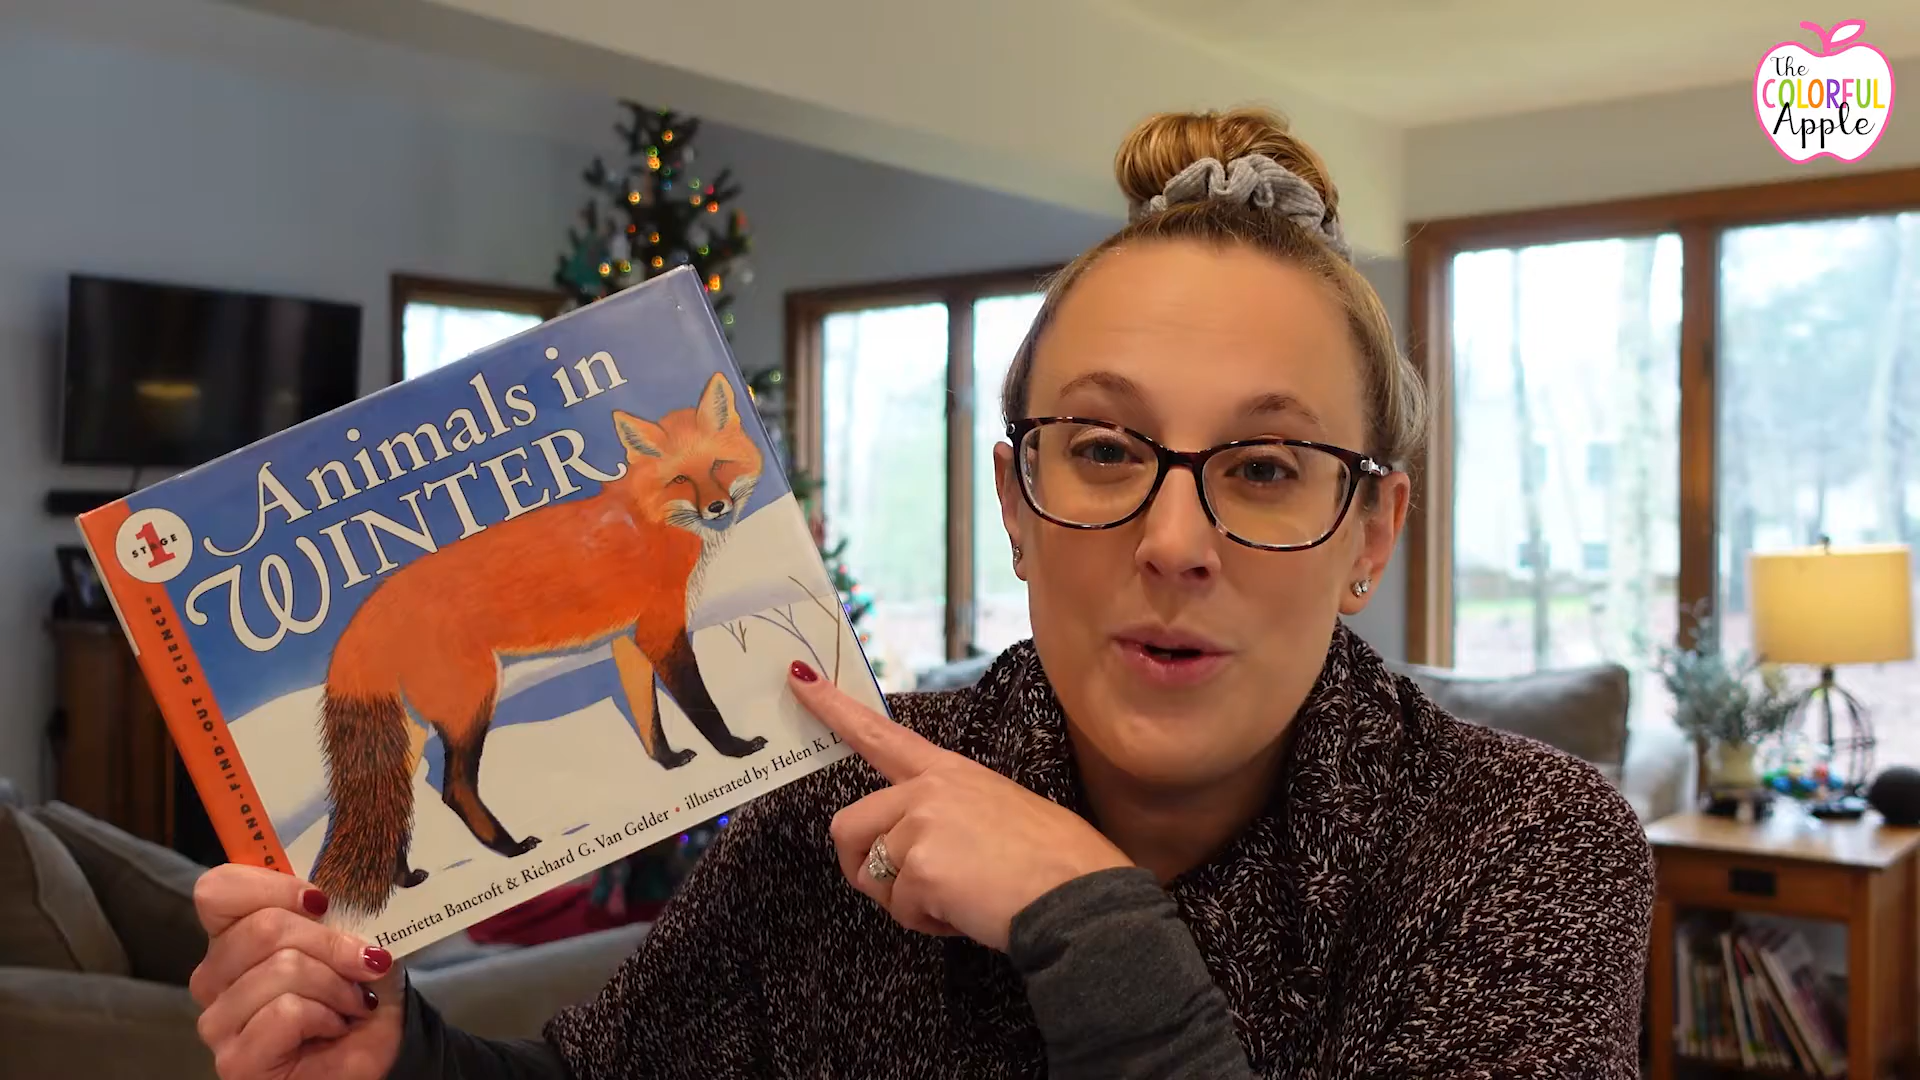 The
COLORFUL
Apple
Animals in
WINTER
STAGE
1
D-AND-FIND-OUT SCIENCE®
Henrietta Bancroft & Richard G. Van Gelder • illustrated by Helen K.